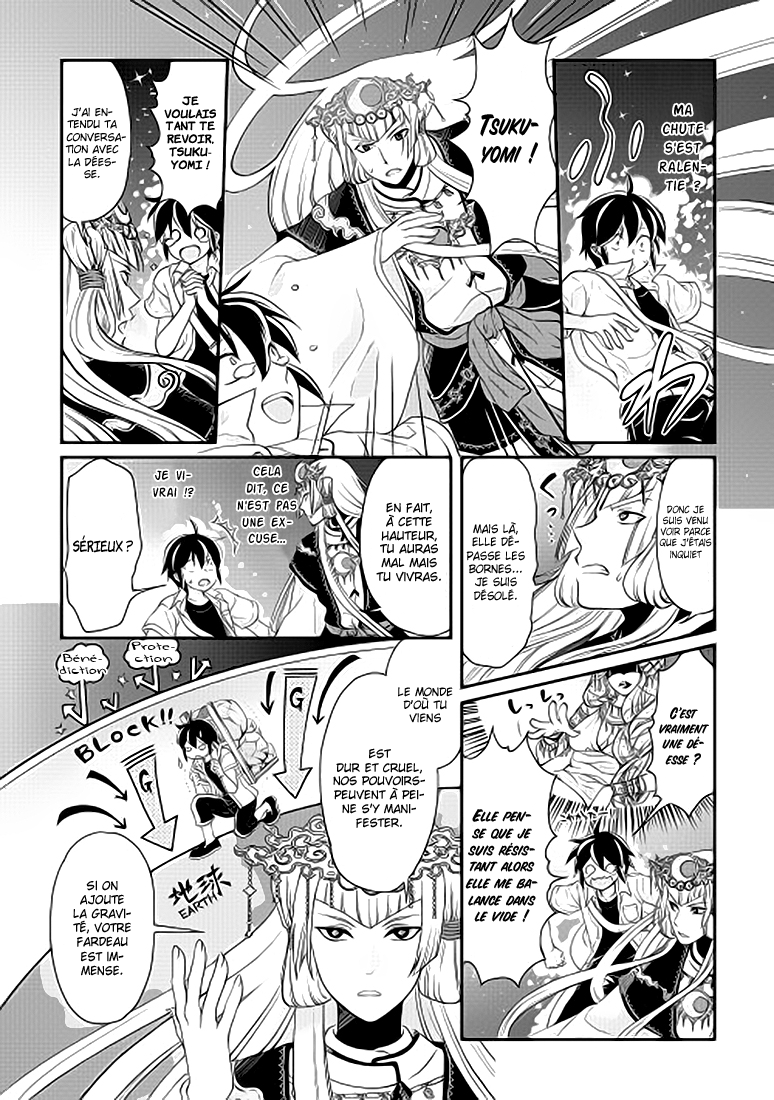 MA
CHUTE
S'EST
RALEN-
TIE ?
TSUKU-
YOMI !
JE
VOULAIS
TANT TE
REVOIR,
TSUKU-
YOMI !
J'AI EN-
TENDU TA
CONVERSA-
TION AVEC
LA DÉES-
SE.
DONC JE
SUIS VENU
VOIR PARCE
QUE J'ÉTAIS
INQUIET
MAIS LÀ,
ELLE DÉ-
PASSE LES
BORNES...
JE SUIS
DÉSOLÉ.
EN FAIT,
À CETTE
HAUTEUR,
TU AURAS
MAL MAIS
TU VIVRAS.
CELA
DIT, CE
N'EST PAS
UNE EX-
CUSE...
JE VI-
VRAI !?
SÉRIEUX ?
C'EST
VRAIMENT
UNE DÉ-
ESSE ?
ELLE PEN-
SE QUE JE
SUIS RÉSIS-
TANT ALORS
ELLE ME BA-
LANCE DANS
LE VIDE !
LE MONDE
D'OÙ TU
VIENS
EST
DUR ET CRUEL,
NOS POUVOIRS-
PEUVENT À PEI-
NE S'Y MANI-
FESTER.
Prote-
ction
Béné-
diction
BLOCK!!
G
G
地球
EARTH
SI ON
AJOUTE
LA GRAVI-
TÉ, VOTRE
FARDEAU
EST IM-
MENSE.